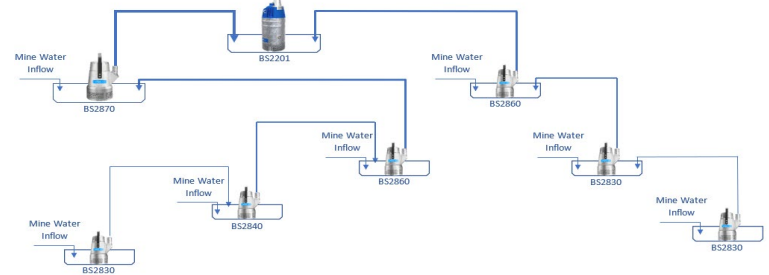 BS2201
Mine Water
Inflow
BS2870
Mine Water
Inflow
BS2860
Mine Water
Inflow
BS2860
Mine Water
Inflow
BS2830
Mine Water
Inflow
BS2840
Mine Water
Inflow
BS2830
Mine Water
Inflow
BS2830